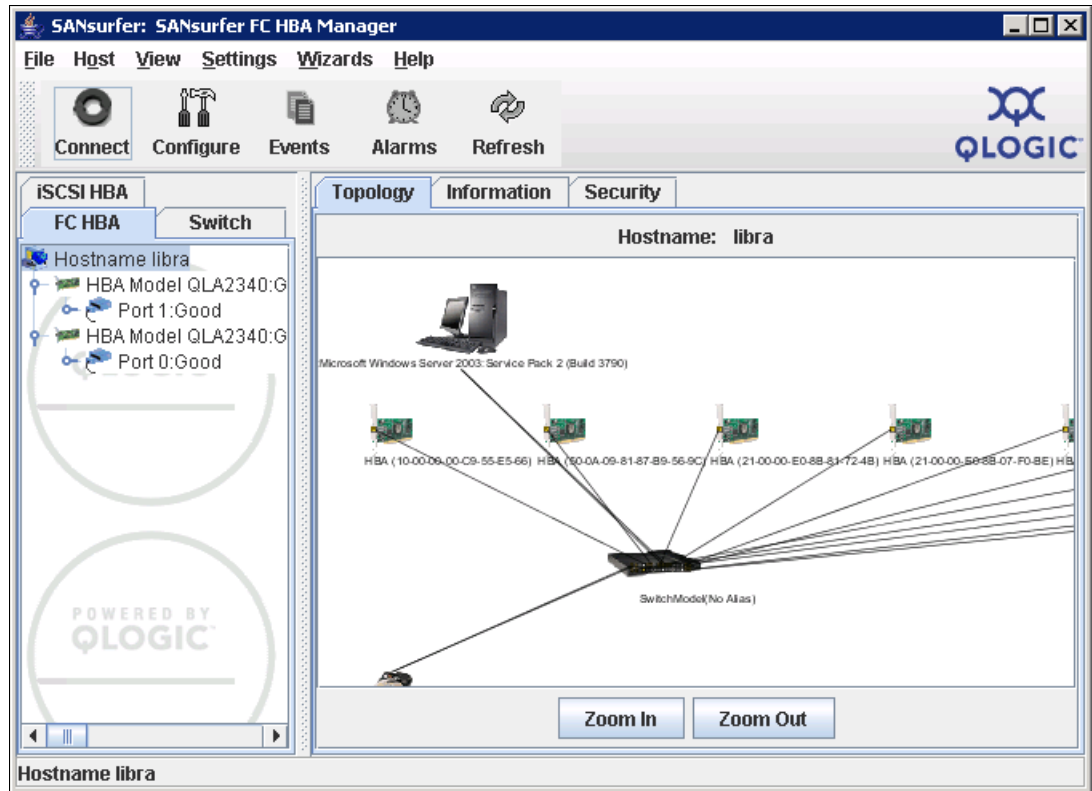 SANsurfer: SANsurfer FC HBA Manager
File Host View Settings Wizards Help
Connect Configure Events Alarms Refresh
QLOGIC
iSCSI HBA
FC HBA Switch
Hostname libra
HBA Model QLA2340:G
Port 1:Good
HBA Model QLA2340:G
Port 0:Good
QLOGIC
POWERED BY
QLOGIC
Topology Information Security
Hostname: libra
:Microsoft Windows Server 2003:Service Pack 2 (Build 3790)
HBA (10-00-00-00-C9-55-E5-66) HBA (50-0A-09-81-87-B9-56-9C) HBA (21-00-00-E0-8B-81-72-4B) HBA (21-00-00-E0-8B-07-F0-BE) HB
SwitchModel(No Alias)
Zoom In Zoom Out
Hostname libra